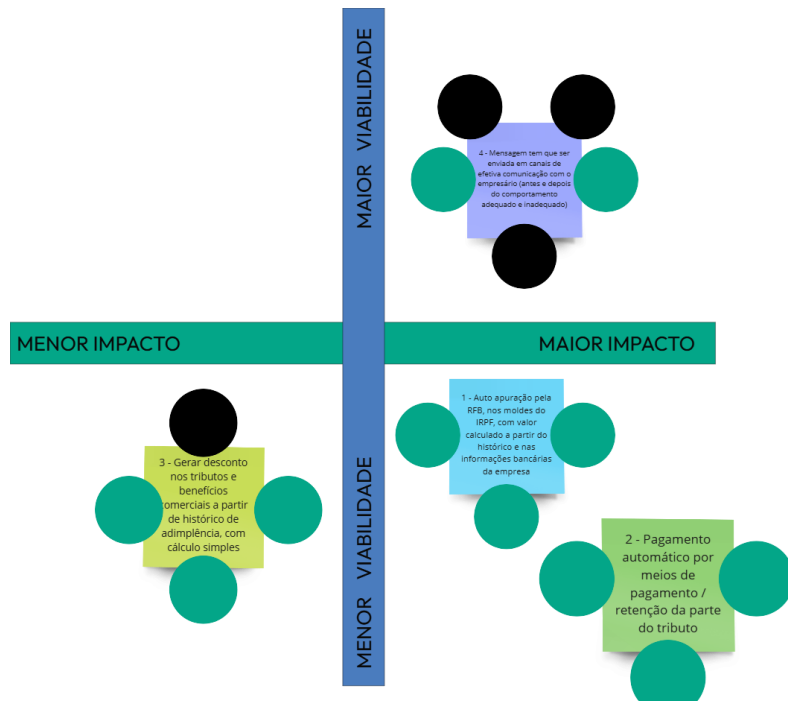 MAIOR VIABILIDADE
4 - Mensagem tem que ser
enviada em canais de
efetiva comunicação com o
empresário (antes e depois
do comportamento
adequado e inadequado)
MENOR IMPACTO
MAIOR IMPACTO
1 - Auto apuração pela
RFB, nos moldes do
IRPF, com valor
calculado a partir do
histórico e nas
informações bancárias
da empresa
3 - Gerar desconto
nos tributos e
benefícios
comerciais a partir
de histórico de
adimplência, com
cálculo simples
MENOR VIABILIDADE
2 - Pagamento
automático por
meios de
pagamento /
retenção da parte
do tributo